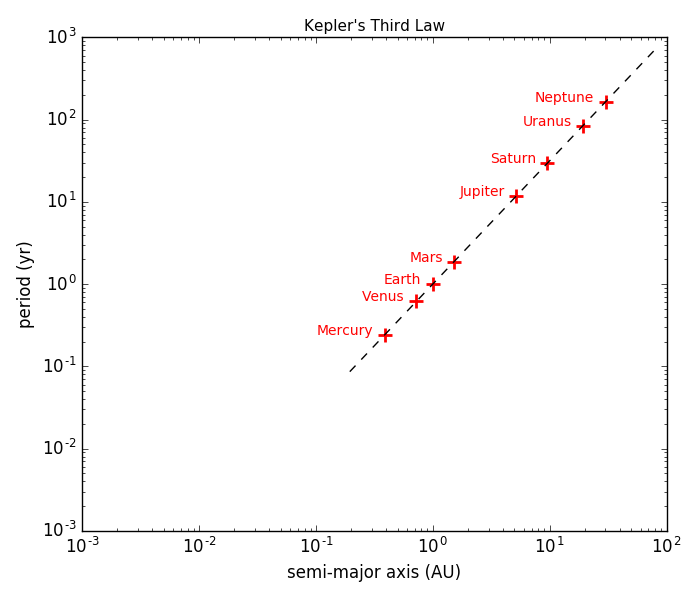 Kepler's Third Law
10³
10²
10¹
10⁰
10⁻¹
10⁻²
10⁻³
period (yr)
Neptune
Uranus
Saturn
Jupiter
Mars
Earth
Venus
Mercury
10⁻³ 10⁻² 10⁻¹ 10⁰ 10¹ 10²
semi-major axis (AU)